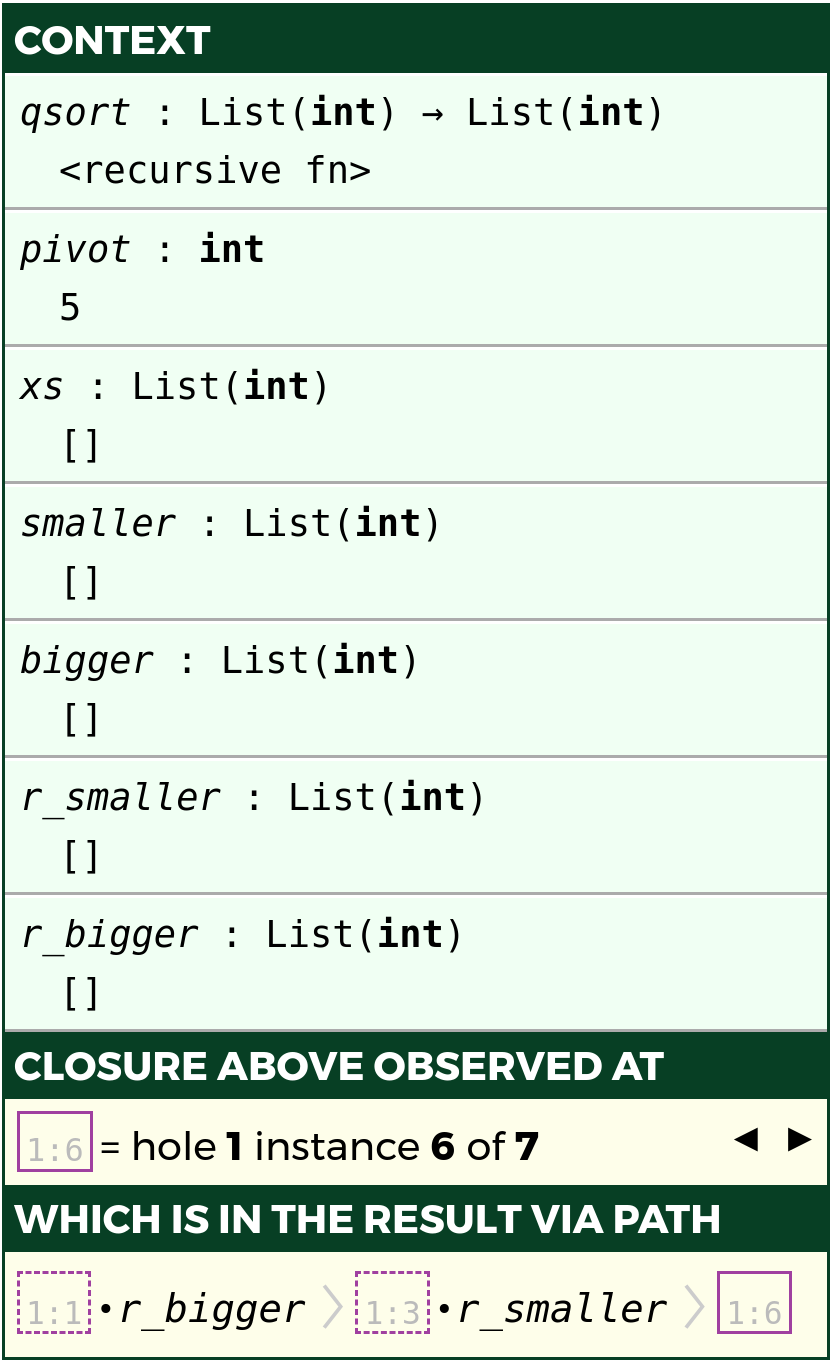 CONTEXT
qsort : List(int) → List(int)
<recursive fn>
pivot : int
5
xs : List(int)
[]
smaller : List(int)
[]
bigger : List(int)
[]
r_smaller : List(int)
[]
r_bigger : List(int)
[]
CLOSURE ABOVE OBSERVED AT
1:6 = hole 1 instance 6 of 7 ◀ ▶
WHICH IS IN THE RESULT VIA PATH
1:1 · r_bigger 〉 1:3 · r_smaller 〉 1:6